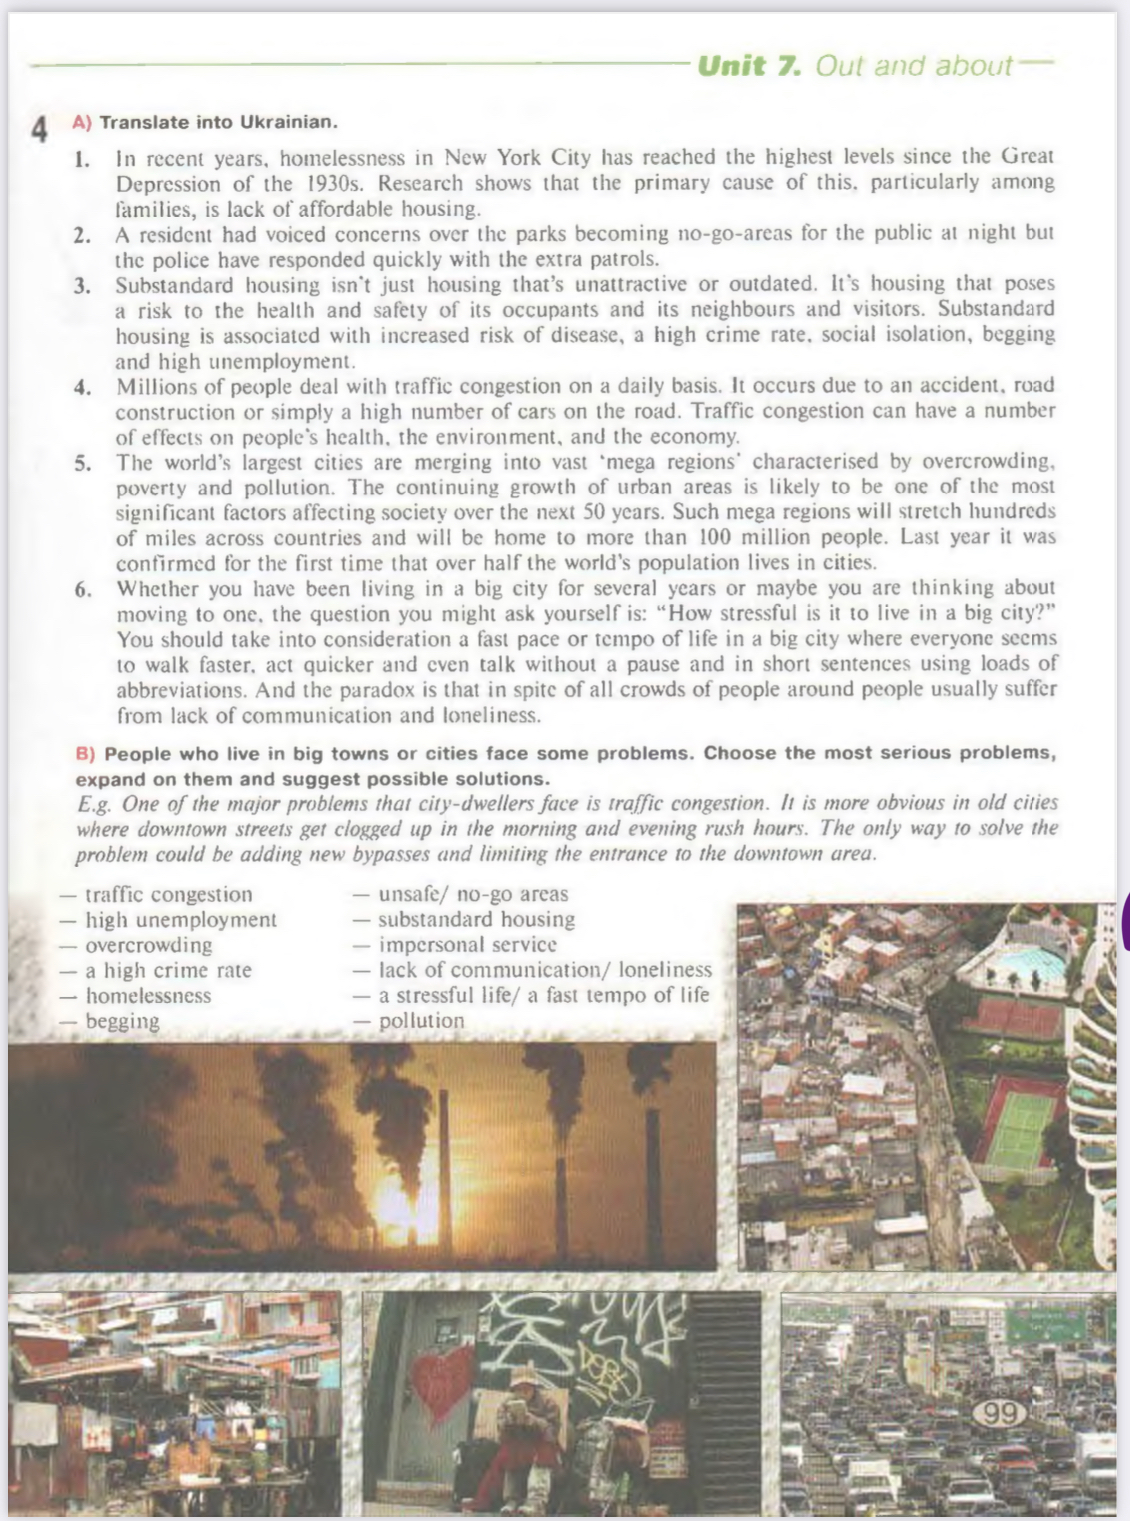 Unit 7. Out and about
4 A) Translate into Ukrainian.
1. In recent years, homelessness in New York City has reached the highest levels since the Great
Depression of the 1930s. Research shows that the primary cause of this, particularly among
families, is lack of affordable housing.
2. A resident had voiced concerns over the parks becoming no-go-areas for the public at night but
the police have responded quickly with the extra patrols.
3. Substandard housing isn't just housing that's unattractive or outdated. It's housing that poses
a risk to the health and safety of its occupants and its neighbours and visitors. Substandard
housing is associated with increased risk of disease, a high crime rate, social isolation, begging
and high unemployment.
4. Millions of people deal with traffic congestion on a daily basis. It occurs due to an accident, road
construction or simply a high number of cars on the road. Traffic congestion can have a number
of effects on people's health, the environment, and the economy.
5. The world's largest cities are merging into vast 'mega regions' characterised by overcrowding,
poverty and pollution. The continuing growth of urban areas is likely to be one of the most
significant factors affecting society over the next 50 years. Such mega regions will stretch hundreds
of miles across countries and will be home to more than 100 million people. Last year it was
confirmed for the first time that over half the world's population lives in cities.
6. Whether you have been living in a big city for several years or maybe you are thinking about
moving to one, the question you might ask yourself is: "How stressful is it to live in a big city?"
You should take into consideration a fast pace or tempo of life in a big city where everyone seems
to walk faster, act quicker and even talk without a pause and in short sentences using loads of
abbreviations. And the paradox is that in spite of all crowds of people around people usually suffer
from lack of communication and loneliness.
B) People who live in big towns or cities face some problems. Choose the most serious problems,
expand on them and suggest possible solutions.
E.g. One of the major problems that city-dwellers face is traffic congestion. It is more obvious in old cities
where downtown streets get clogged up in the morning and evening rush hours. The only way to solve the
problem could be adding new bypasses and limiting the entrance to the downtown area.
— traffic congestion
— high unemployment
— overcrowding
— a high crime rate
— homelessness
— begging
— unsafe/ no-go areas
— substandard housing
— impersonal service
— lack of communication/ loneliness
— a stressful life/ a fast tempo of life
— pollution
99